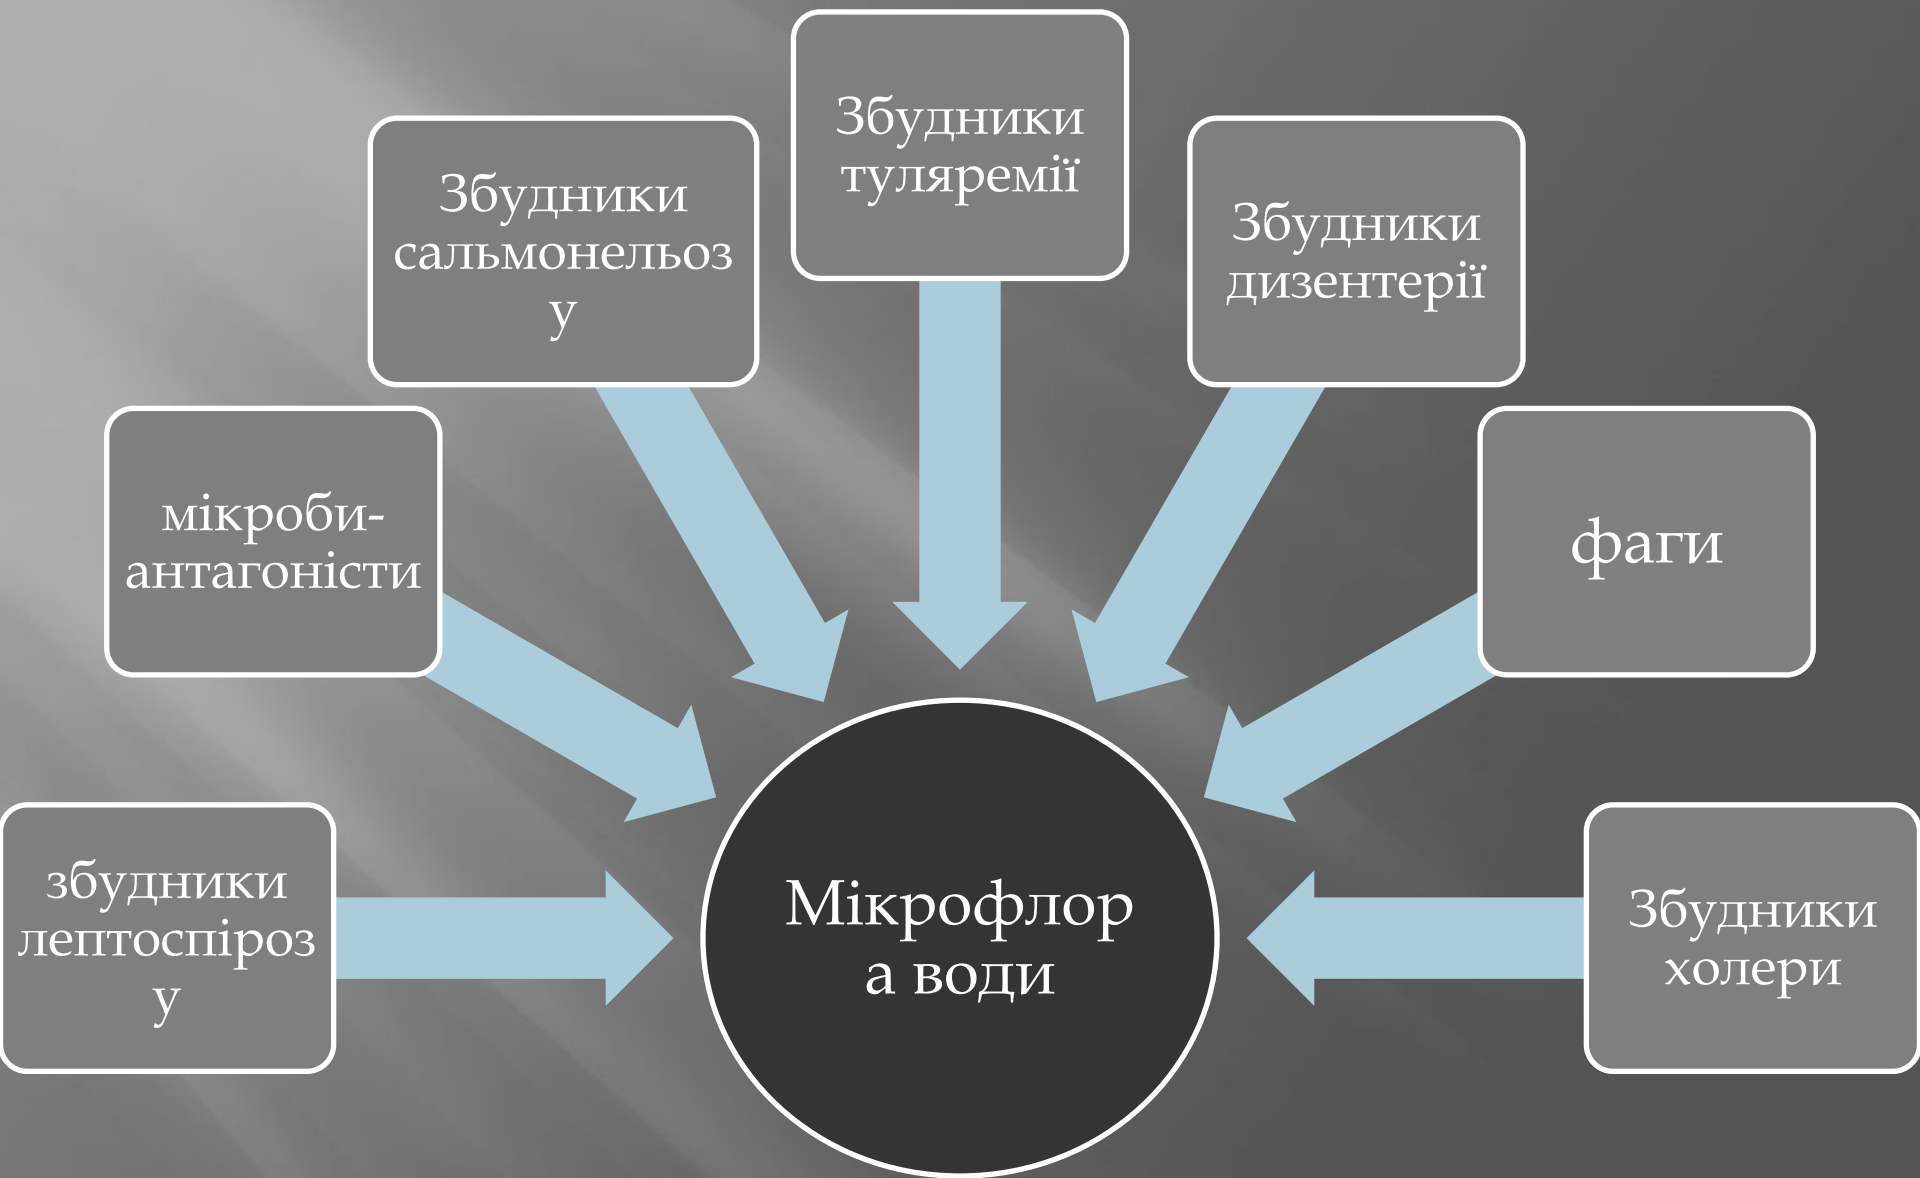 Збудники
туляремії
Збудники
сальмонельоз
у
Збудники
дизентерії
мікроби-
антагоністи
фаги
збудники
лептоспіроз
у
Мікрофлор
а води
Збудники
холери